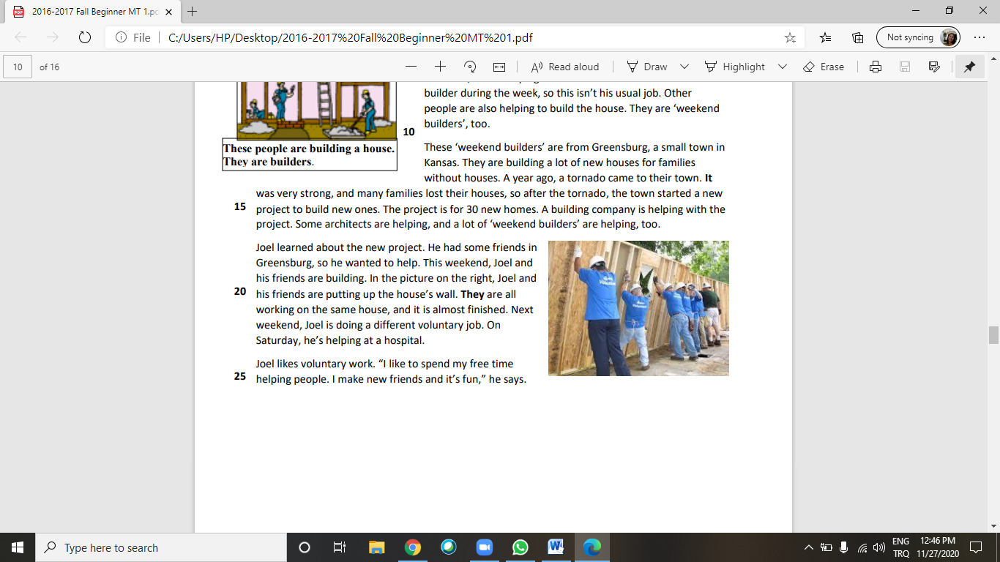 2016-2017 Fall Beginner MT 1.pd
File
C:/Users/HP/Desktop/2016-2017%20Fall%20Beginner%20MT%201.pdf
Not syncing
10 of 16
Read aloud
Draw
Highlight
Erase
builder during the week, so this isn’t his usual job. Other
people are also helping to build the house. They are ‘weekend
builders’, too.
10
These people are building a house.
They are builders.
These ‘weekend builders’ are from Greensburg, a small town in
Kansas. They are building a lot of new houses for families
without houses. A year ago, a tornado came to their town. It
was very strong, and many families lost their houses, so after the tornado, the town started a new
15 project to build new ones. The project is for 30 new homes. A building company is helping with the
project. Some architects are helping, and a lot of ‘weekend builders’ are helping, too.
Joel learned about the new project. He had some friends in
Greensburg, so he wanted to help. This weekend, Joel and
his friends are building. In the picture on the right, Joel and
20 his friends are putting up the house’s wall. They are all
working on the same house, and it is almost finished. Next
weekend, Joel is doing a different voluntary job. On
Saturday, he’s helping at a hospital.
Joel likes voluntary work. “I like to spend my free time
25 helping people. I make new friends and it’s fun,” he says.
Type here to search
ENG
TRQ
12:46 PM
11/27/2020